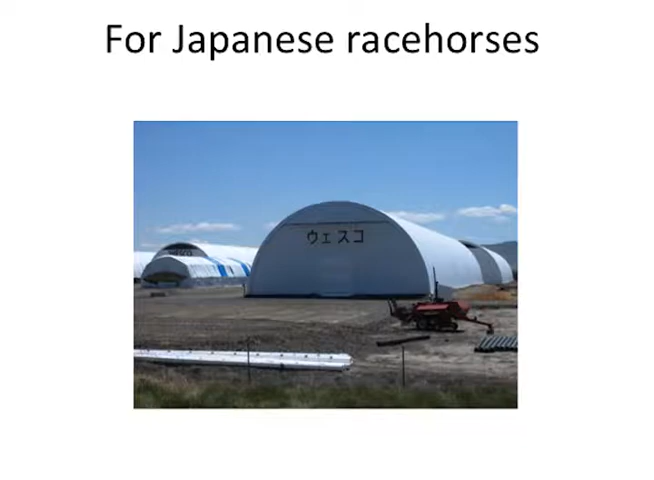 For Japanese racehorses
ウェスコ